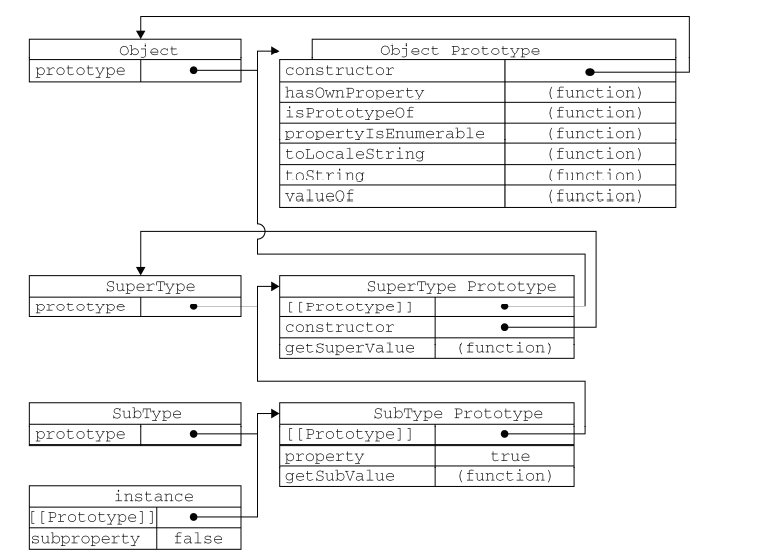 Object
prototype
Object Prototype
constructor
hasOwnProperty (function)
isPrototypeOf (function)
propertyIsEnumerable (function)
toLocaleString (function)
toString (function)
valueOf (function)
SuperType
prototype
SuperType Prototype
[[Prototype]]
constructor
getSuperValue (function)
SubType
prototype
SubType Prototype
[[Prototype]]
property true
getSubValue (function)
instance
[[Prototype]]
subproperty false